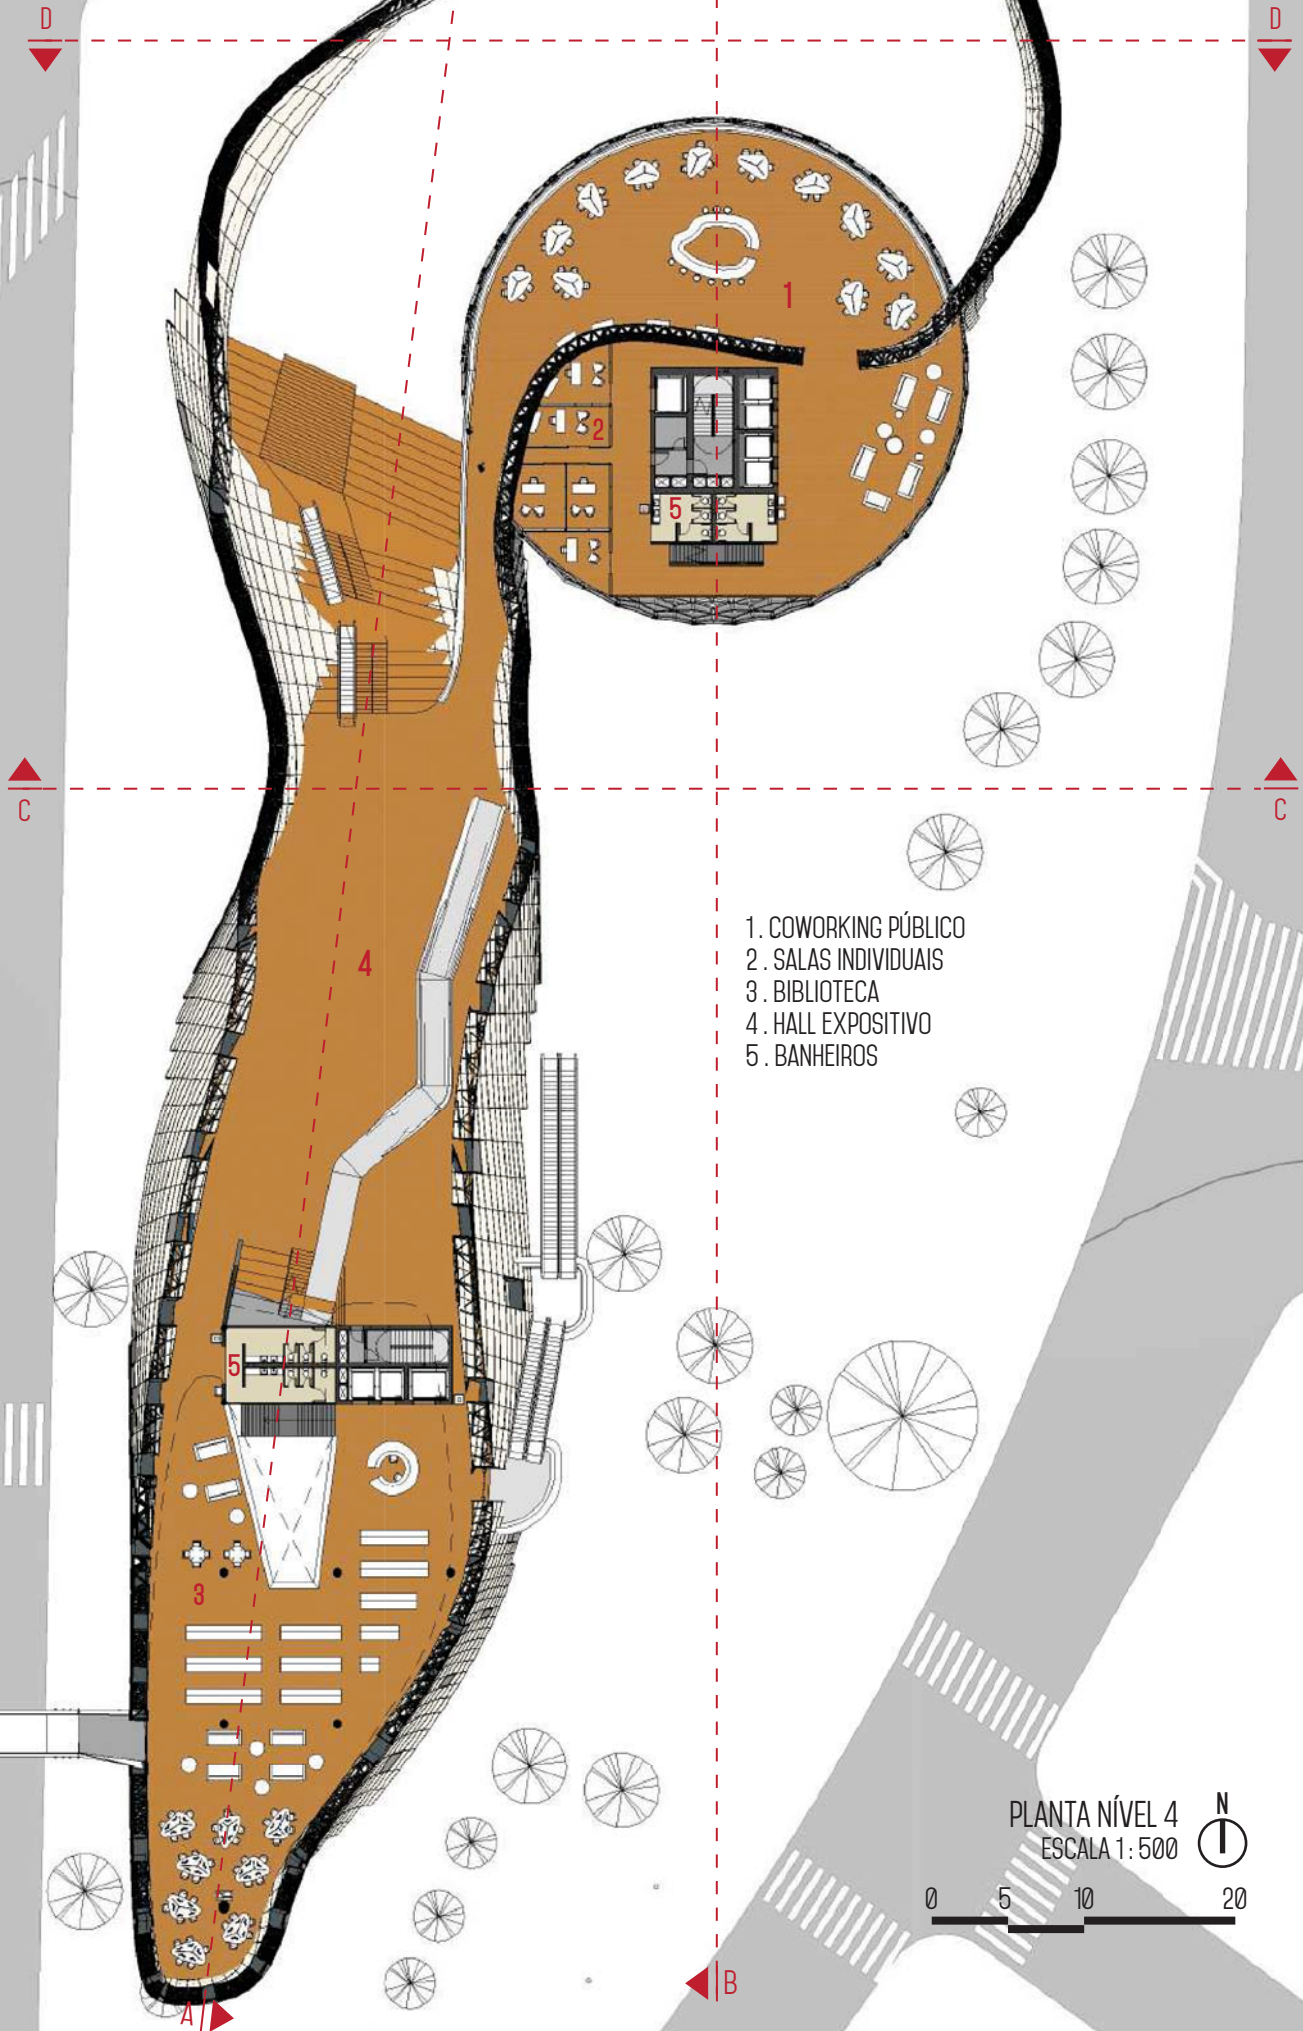 D
D
1
2
5
C
C
4
1. COWORKING PÚBLICO
2. SALAS INDIVIDUAIS
3. BIBLIOTECA
4. HALL EXPOSITIVO
5. BANHEIROS
5
3
PLANTA NÍVEL 4
N
ESCALA 1:500
0 5 10 20
B
A